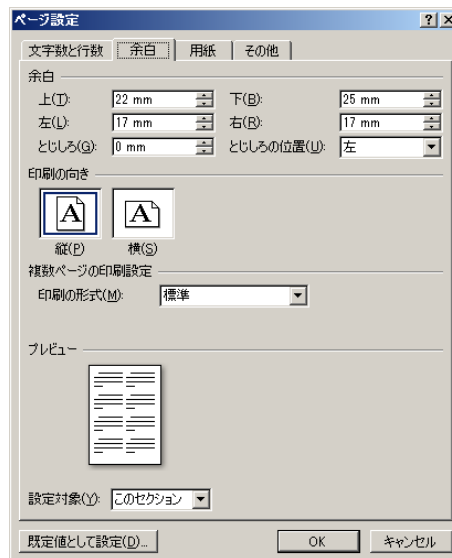 ページ設定
文字数と行数 余白 用紙 その他
余白
上(T): 22 mm 下(B): 25 mm
左(L): 17 mm 右(R): 17 mm
とじしろ(G): 0 mm とじしろの位置(U): 左
印刷の向き
A A
縦(P) 横(S)
複数ページの印刷設定
印刷の形式(M): 標準
プレビュー
設定対象(Y): このセクション
既定値として設定(D)... OK キャンセル